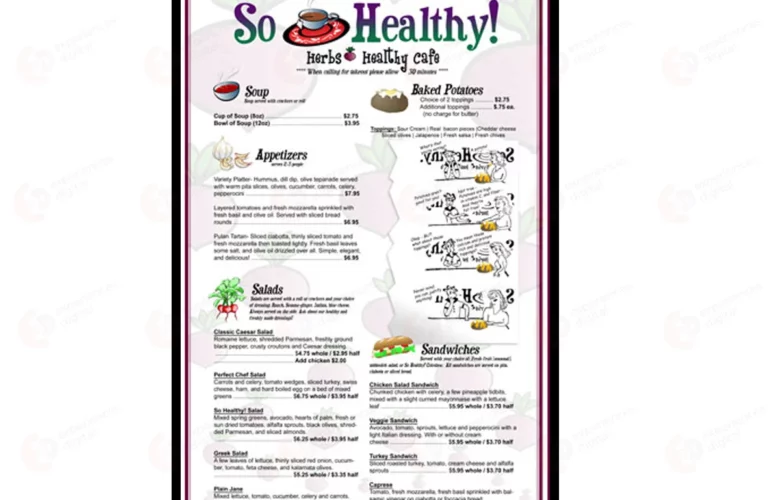 So Healthy!
Herbs Healthy Cafe
When calling for takeout please allow 30 minutes
Soup
Soup served with crackers or roll
Cup of Soup (8oz) $2.75
Bowl of Soup (12oz) $3.95
Appetizers
serves 2-3 people
Variety Platter- Hummus, dill dip, olive tepanade served
with warm pita slices, olives, cucumber, carrots, celery,
pepperocini $7.95
Layered tomatoes and fresh mozzarella sprinkled with
fresh basil and olive oil. Served with sliced bread
rounds $6.95
Pulan Tartan- Sliced ciabatta, thinly sliced tomato and
fresh mozzarella then toasted lightly. Fresh basil leaves
some salt, and olive oil drizzled over all. Simple, elegant,
and delicious! $6.95
Salads
Salads are served with a roll or crackers and your choice
of dressing: Ranch, Sesame-ginger, Italian, blue cheese.
Always served on the side. Ask about our healthy and
freshly made dressings!
Classic Caesar Salad
Romaine lettuce, shredded Parmesan, freshly ground
black pepper, crusty croutons and Caesar dressing
$4.75 whole / $2.95 half
Add chicken $2.00
Perfect Chef Salad
Carrots and celery, tomato wedges, sliced turkey, swiss
cheese, ham, and hard boiled egg on a bed of mixed
greens $6.75 whole / $3.95 half
So Healthy! Salad
Mixed spring greens, avocado, hearts of palm, fresh or
sun dried tomatoes, alfalfa sprouts, black olives, shred-
ded Parmesan, and sliced almonds.
$6.25 whole / $3.95 half
Greek Salad
A few leaves of lettuce, thinly sliced red onion, cucum-
ber, tomato, feta cheese, and kalamata olives.
$5.25 whole / $3.35 half
Plain Jane
Mixed lettuce, tomato, cucumber, celery and carrots.
Baked Potatoes
Choice of 2 toppings $2.75
Additional toppings $.75 ea.
(no charge for butter)
Toppings: Sour Cream | Real bacon pieces |Cheddar cheese
Sliced olives | Jalapenos | Fresh salsa | Fresh chives
Sandwiches
Served with your choice of: Fresh fruit (seasonal),
sandwiches are served on pita,
ciabatta or sliced bread.
Chicken Salad Sandwich
Chunked chicken with celery, a few pineapple tidbits,
mixed with a slight curried mayonnaise with a lettuce
leaf $5.95 whole / $3.70 half
Veggie Sandwich
Avocado, tomato, sprouts, lettuce and pepperocini with a
light Italian dressing. With or without cream
cheese $5.95 whole / $3.70 half
Turkey Sandwich
Sliced roasted turkey, tomato, cream cheese and alfalfa
sprouts $5.95 whole / $3.70 half
Caprese
Tomato, fresh mozzarella, fresh basil sprinkled with bal-
samic vinegar on ciabatta or focaccia bread